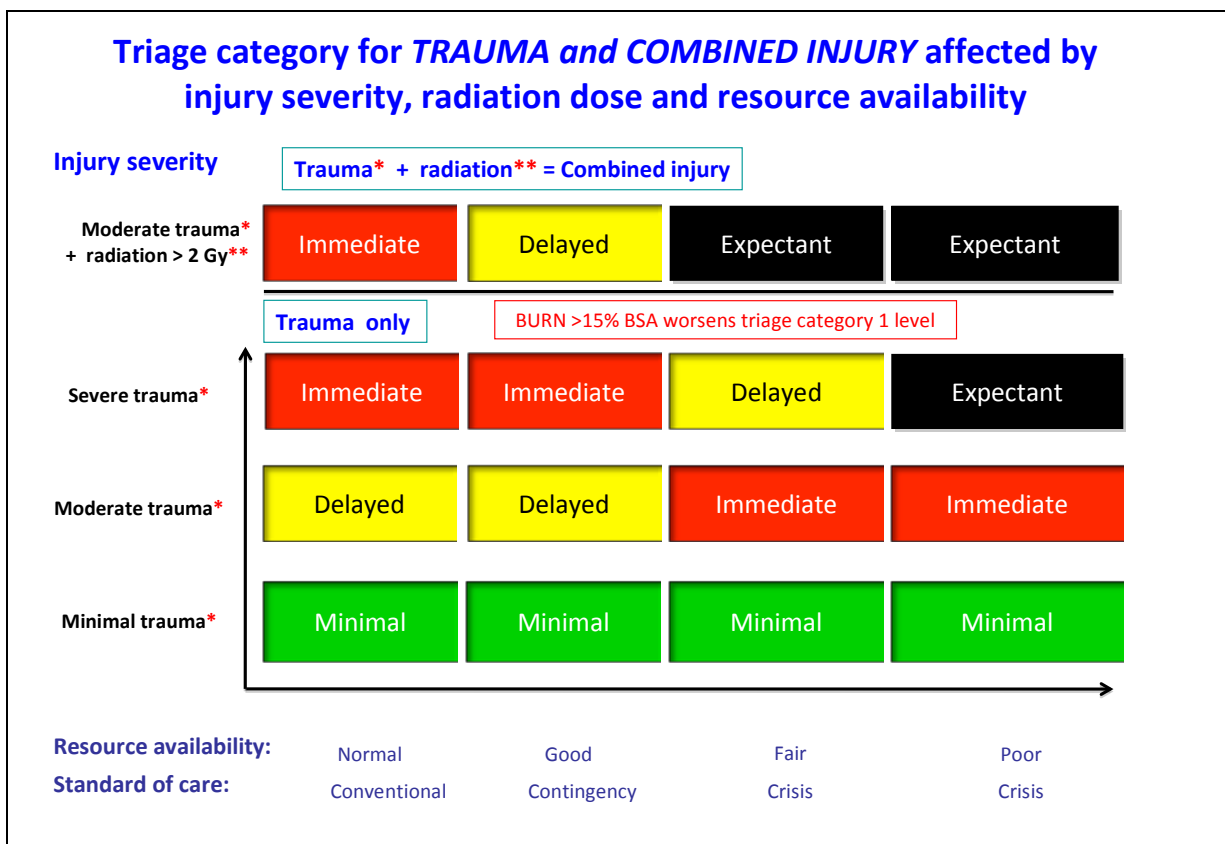 Triage category for TRAUMA and COMBINED INJURY affected by
injury severity, radiation dose and resource availability
Injury severity
Trauma* + radiation** = Combined injury
Moderate trauma*
+ radiation > 2 Gy**
Immediate Delayed Expectant Expectant
Trauma only
BURN >15% BSA worsens triage category 1 level
Severe trauma* Immediate Immediate Delayed Expectant
Moderate trauma* Delayed Delayed Immediate Immediate
Minimal trauma* Minimal Minimal Minimal Minimal
Resource availability: Normal Good Fair Poor
Standard of care: Conventional Contingency Crisis Crisis